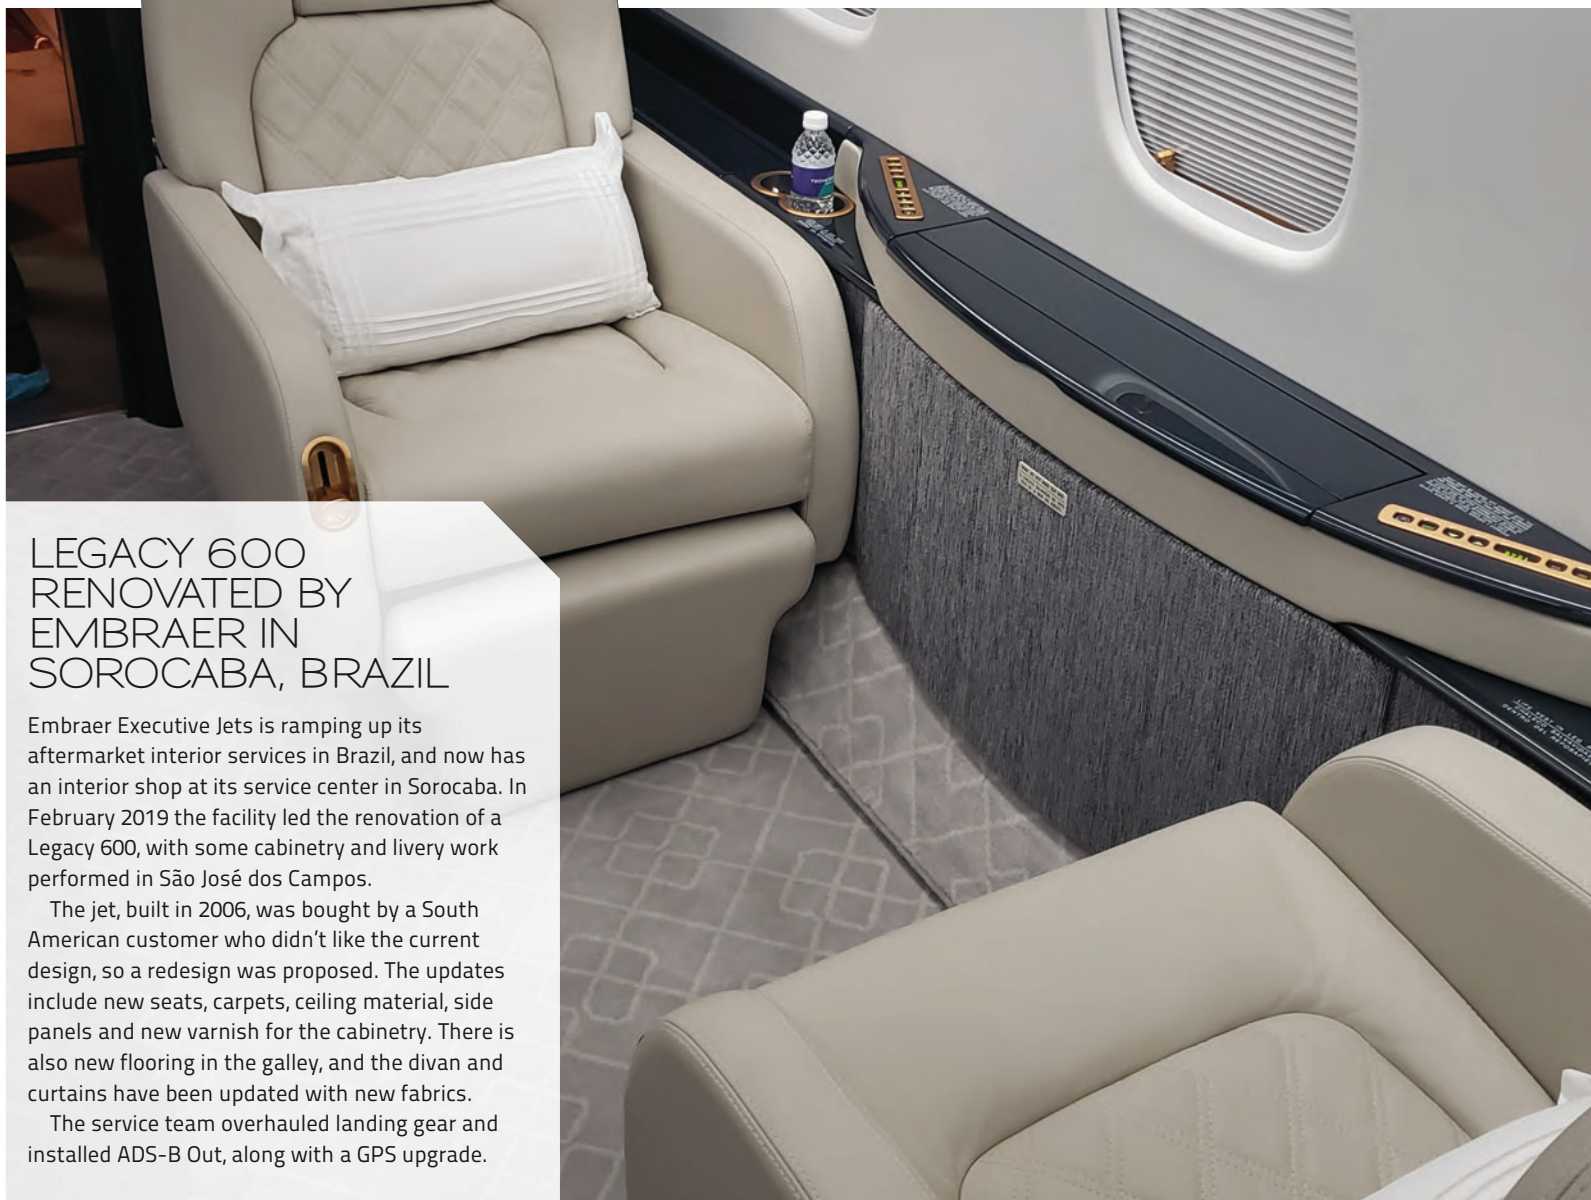 LEGACY 600
RENOVATED BY
EMBRAER IN
SOROCABA, BRAZIL
Embraer Executive Jets is ramping up its
aftermarket interior services in Brazil, and now has
an interior shop at its service center in Sorocaba. In
February 2019 the facility led the renovation of a
Legacy 600, with some cabinetry and livery work
performed in São José dos Campos.
The jet, built in 2006, was bought by a South
American customer who didn’t like the current
design, so a redesign was proposed. The updates
include new seats, carpets, ceiling material, side
panels and new varnish for the cabinetry. There is
also new flooring in the galley, and the divan and
curtains have been updated with new fabrics.
The service team overhauled landing gear and
installed ADS-B Out, along with a GPS upgrade.